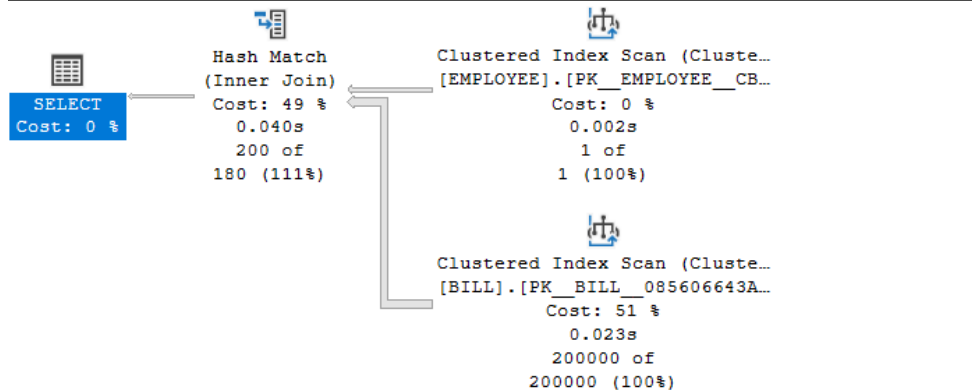 SELECT
Cost: 0 %
Hash Match
(Inner Join)
Cost: 49 %
0.040s
200 of
180 (111%)
Clustered Index Scan (Cluste…
[EMPLOYEE].[PK__EMPLOYEE__CB…
Cost: 0 %
0.002s
1 of
1 (100%)
Clustered Index Scan (Cluste…
[BILL].[PK__BILL__085606643A…
Cost: 51 %
0.023s
200000 of
200000 (100%)